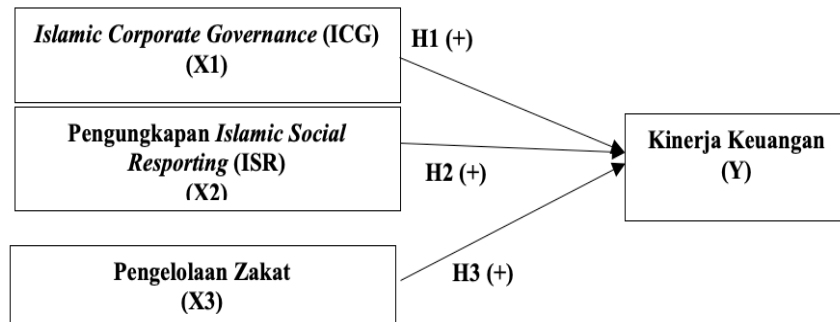 Islamic Corporate Governance (ICG)
(X1)
H1 (+)
Pengungkapan Islamic Social
Resporting (ISR)
(X2)
H2 (+)
Kinerja Keuangan
(Y)
Pengelolaan Zakat
(X3)
H3 (+)